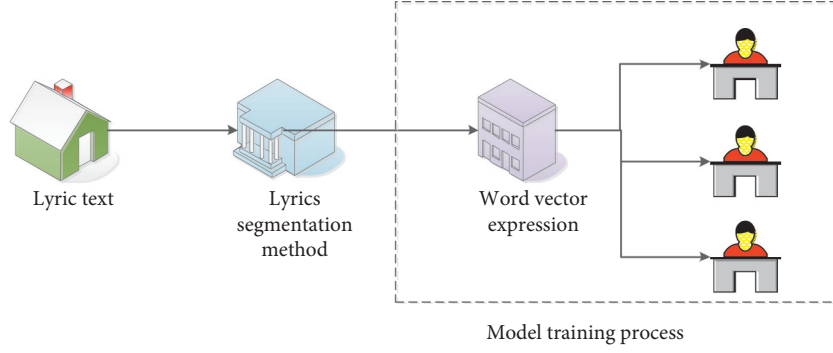 Lyric text
Lyrics
segmentation
method
Word vector
expression
Model training process